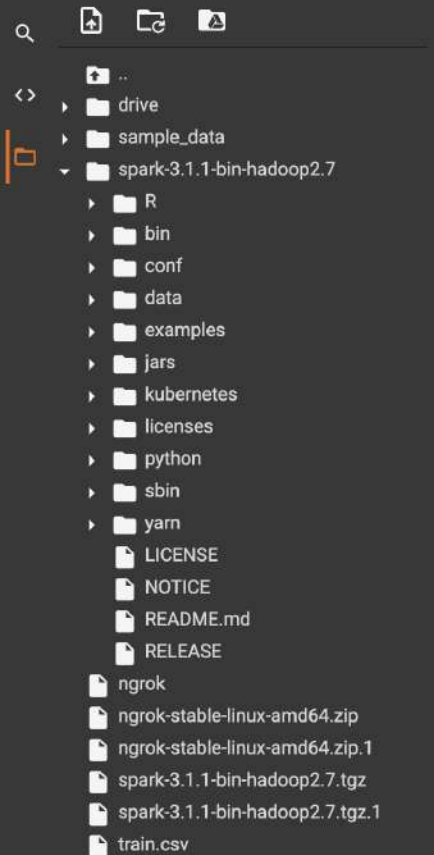 ..
drive
sample_data
spark-3.1.1-bin-hadoop2.7
R
bin
conf
data
examples
jars
kubernetes
licenses
python
sbin
yarn
LICENSE
NOTICE
README.md
RELEASE
ngrok
ngrok-stable-linux-amd64.zip
ngrok-stable-linux-amd64.zip.1
spark-3.1.1-bin-hadoop2.7.tgz
spark-3.1.1-bin-hadoop2.7.tgz.1
train.csv